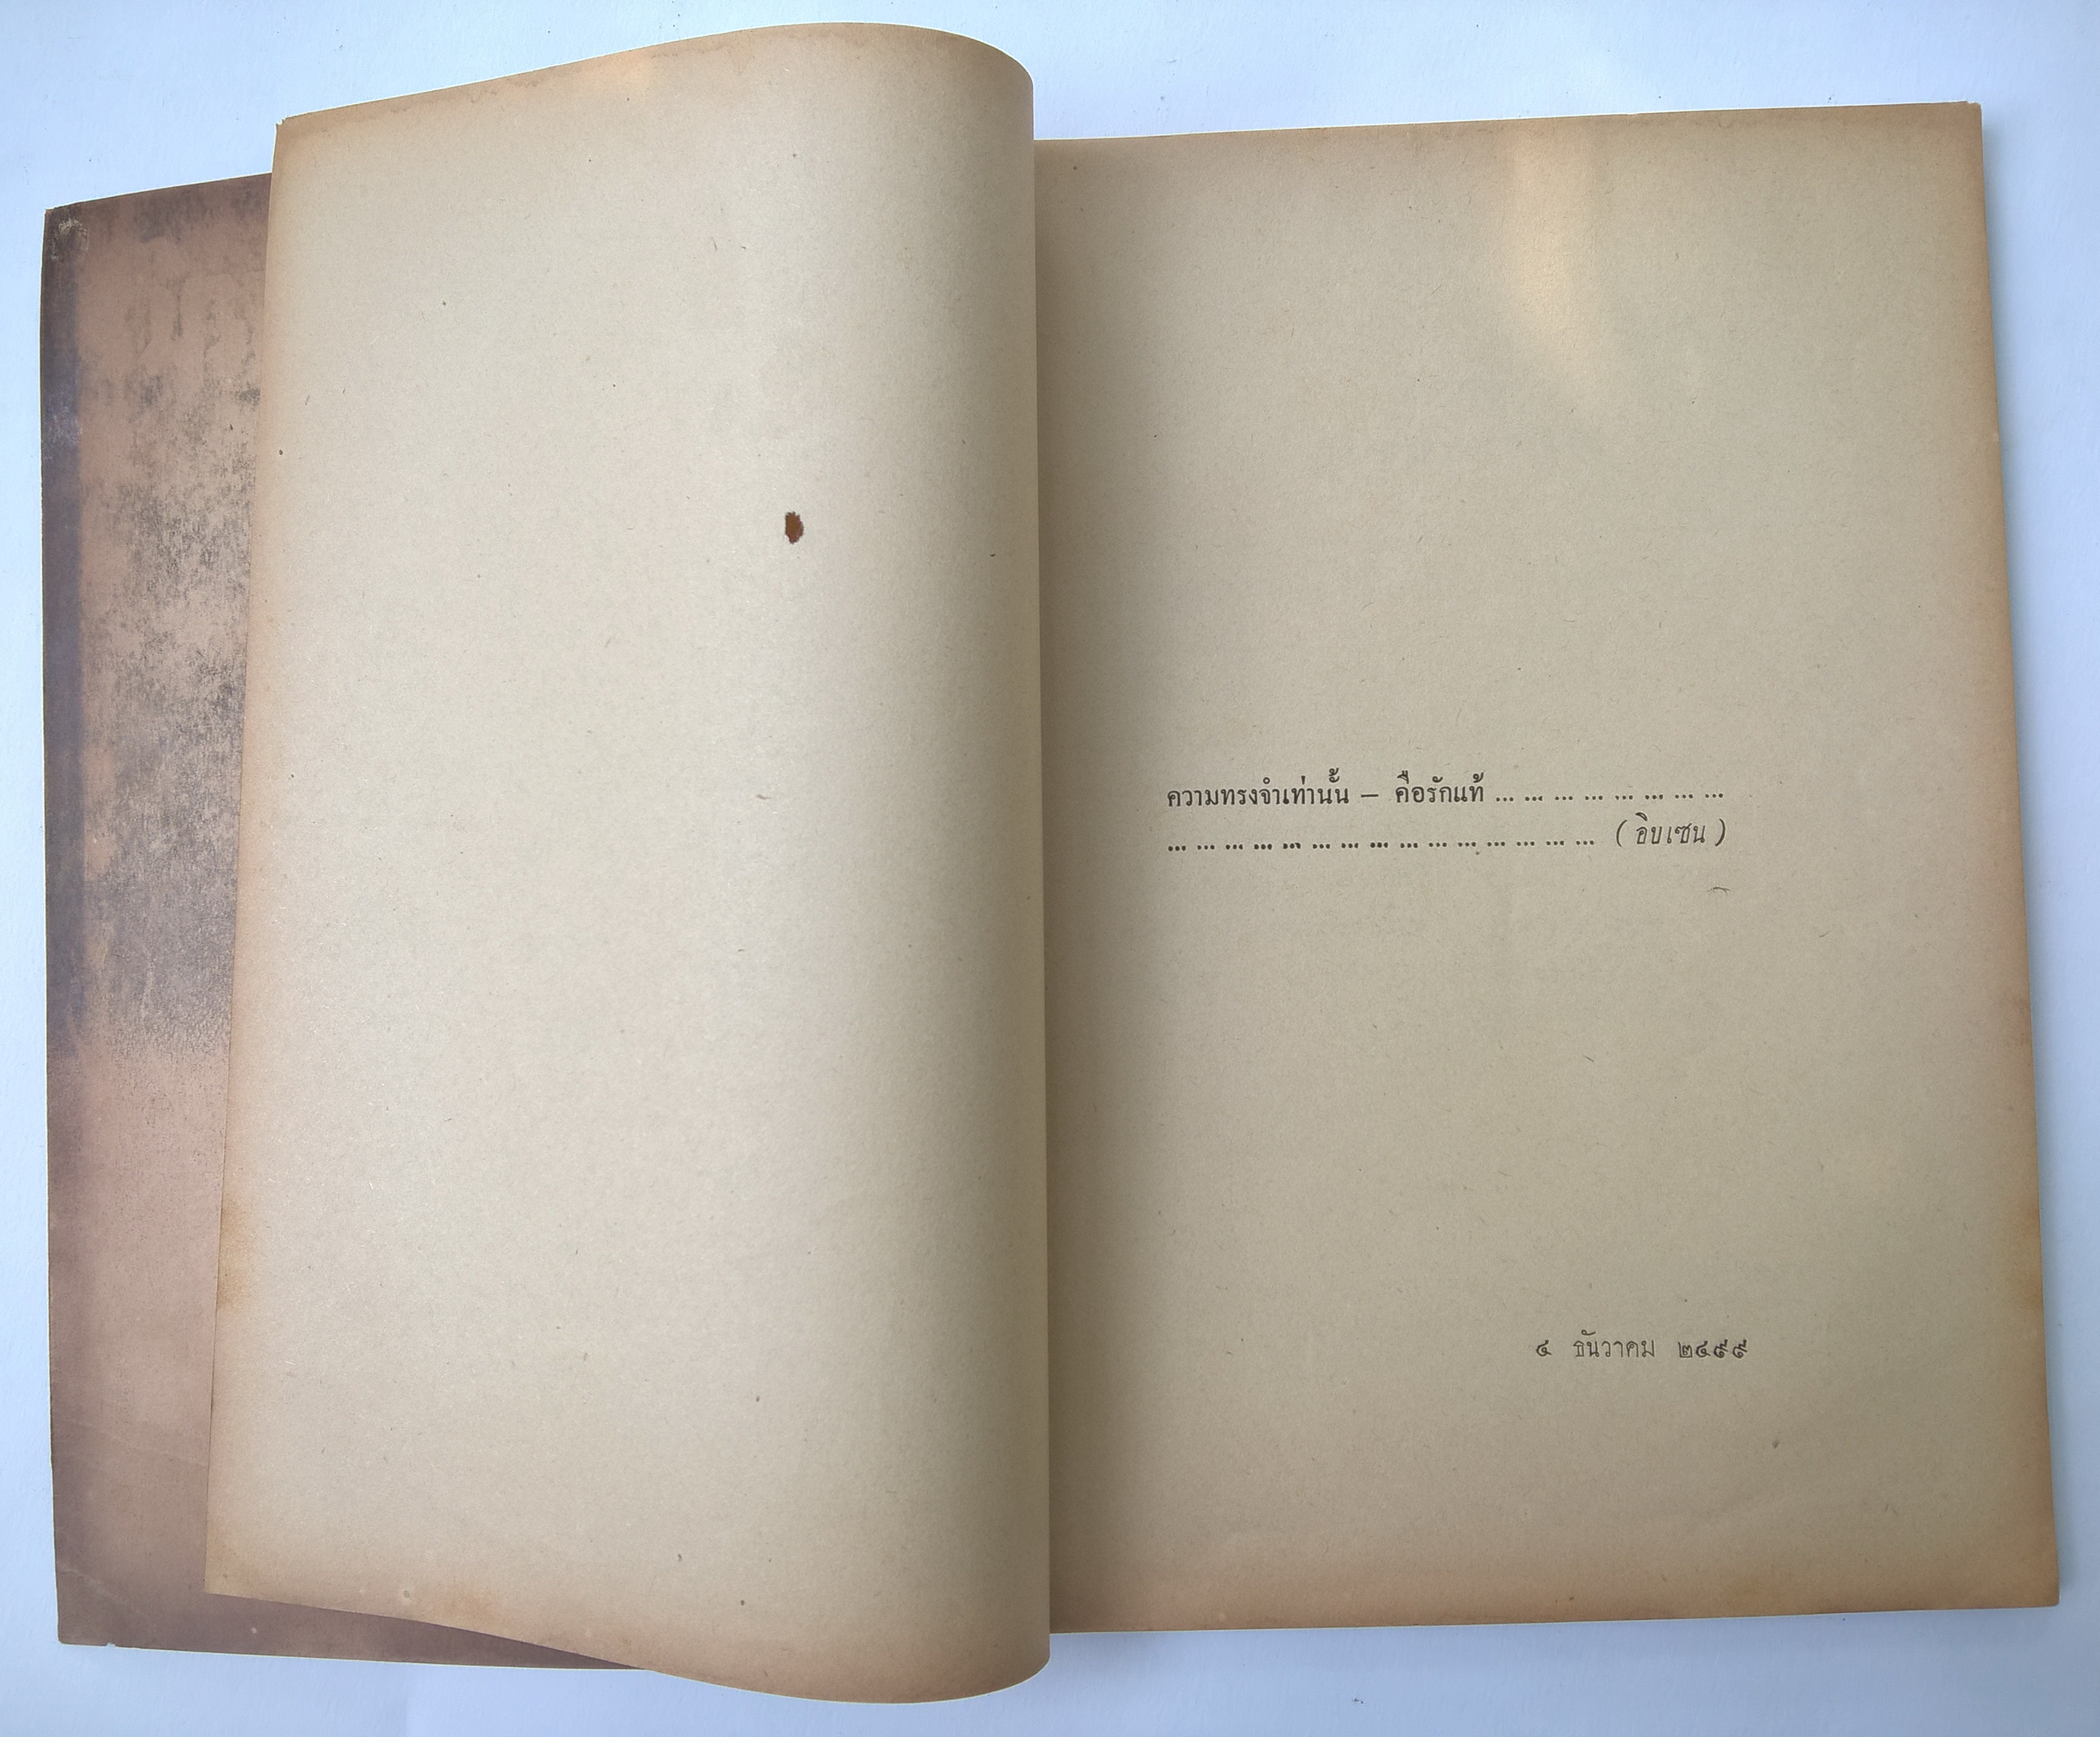 ความทรงจำเท่านั้น — คือรักแท้ ... ... ... ... ... ... ... ...
... ... ... ... ... ... ... ... ... ... ... ... ... ... ... (อิบเซน)
๔ ธันวาคม ๒๔๙๙